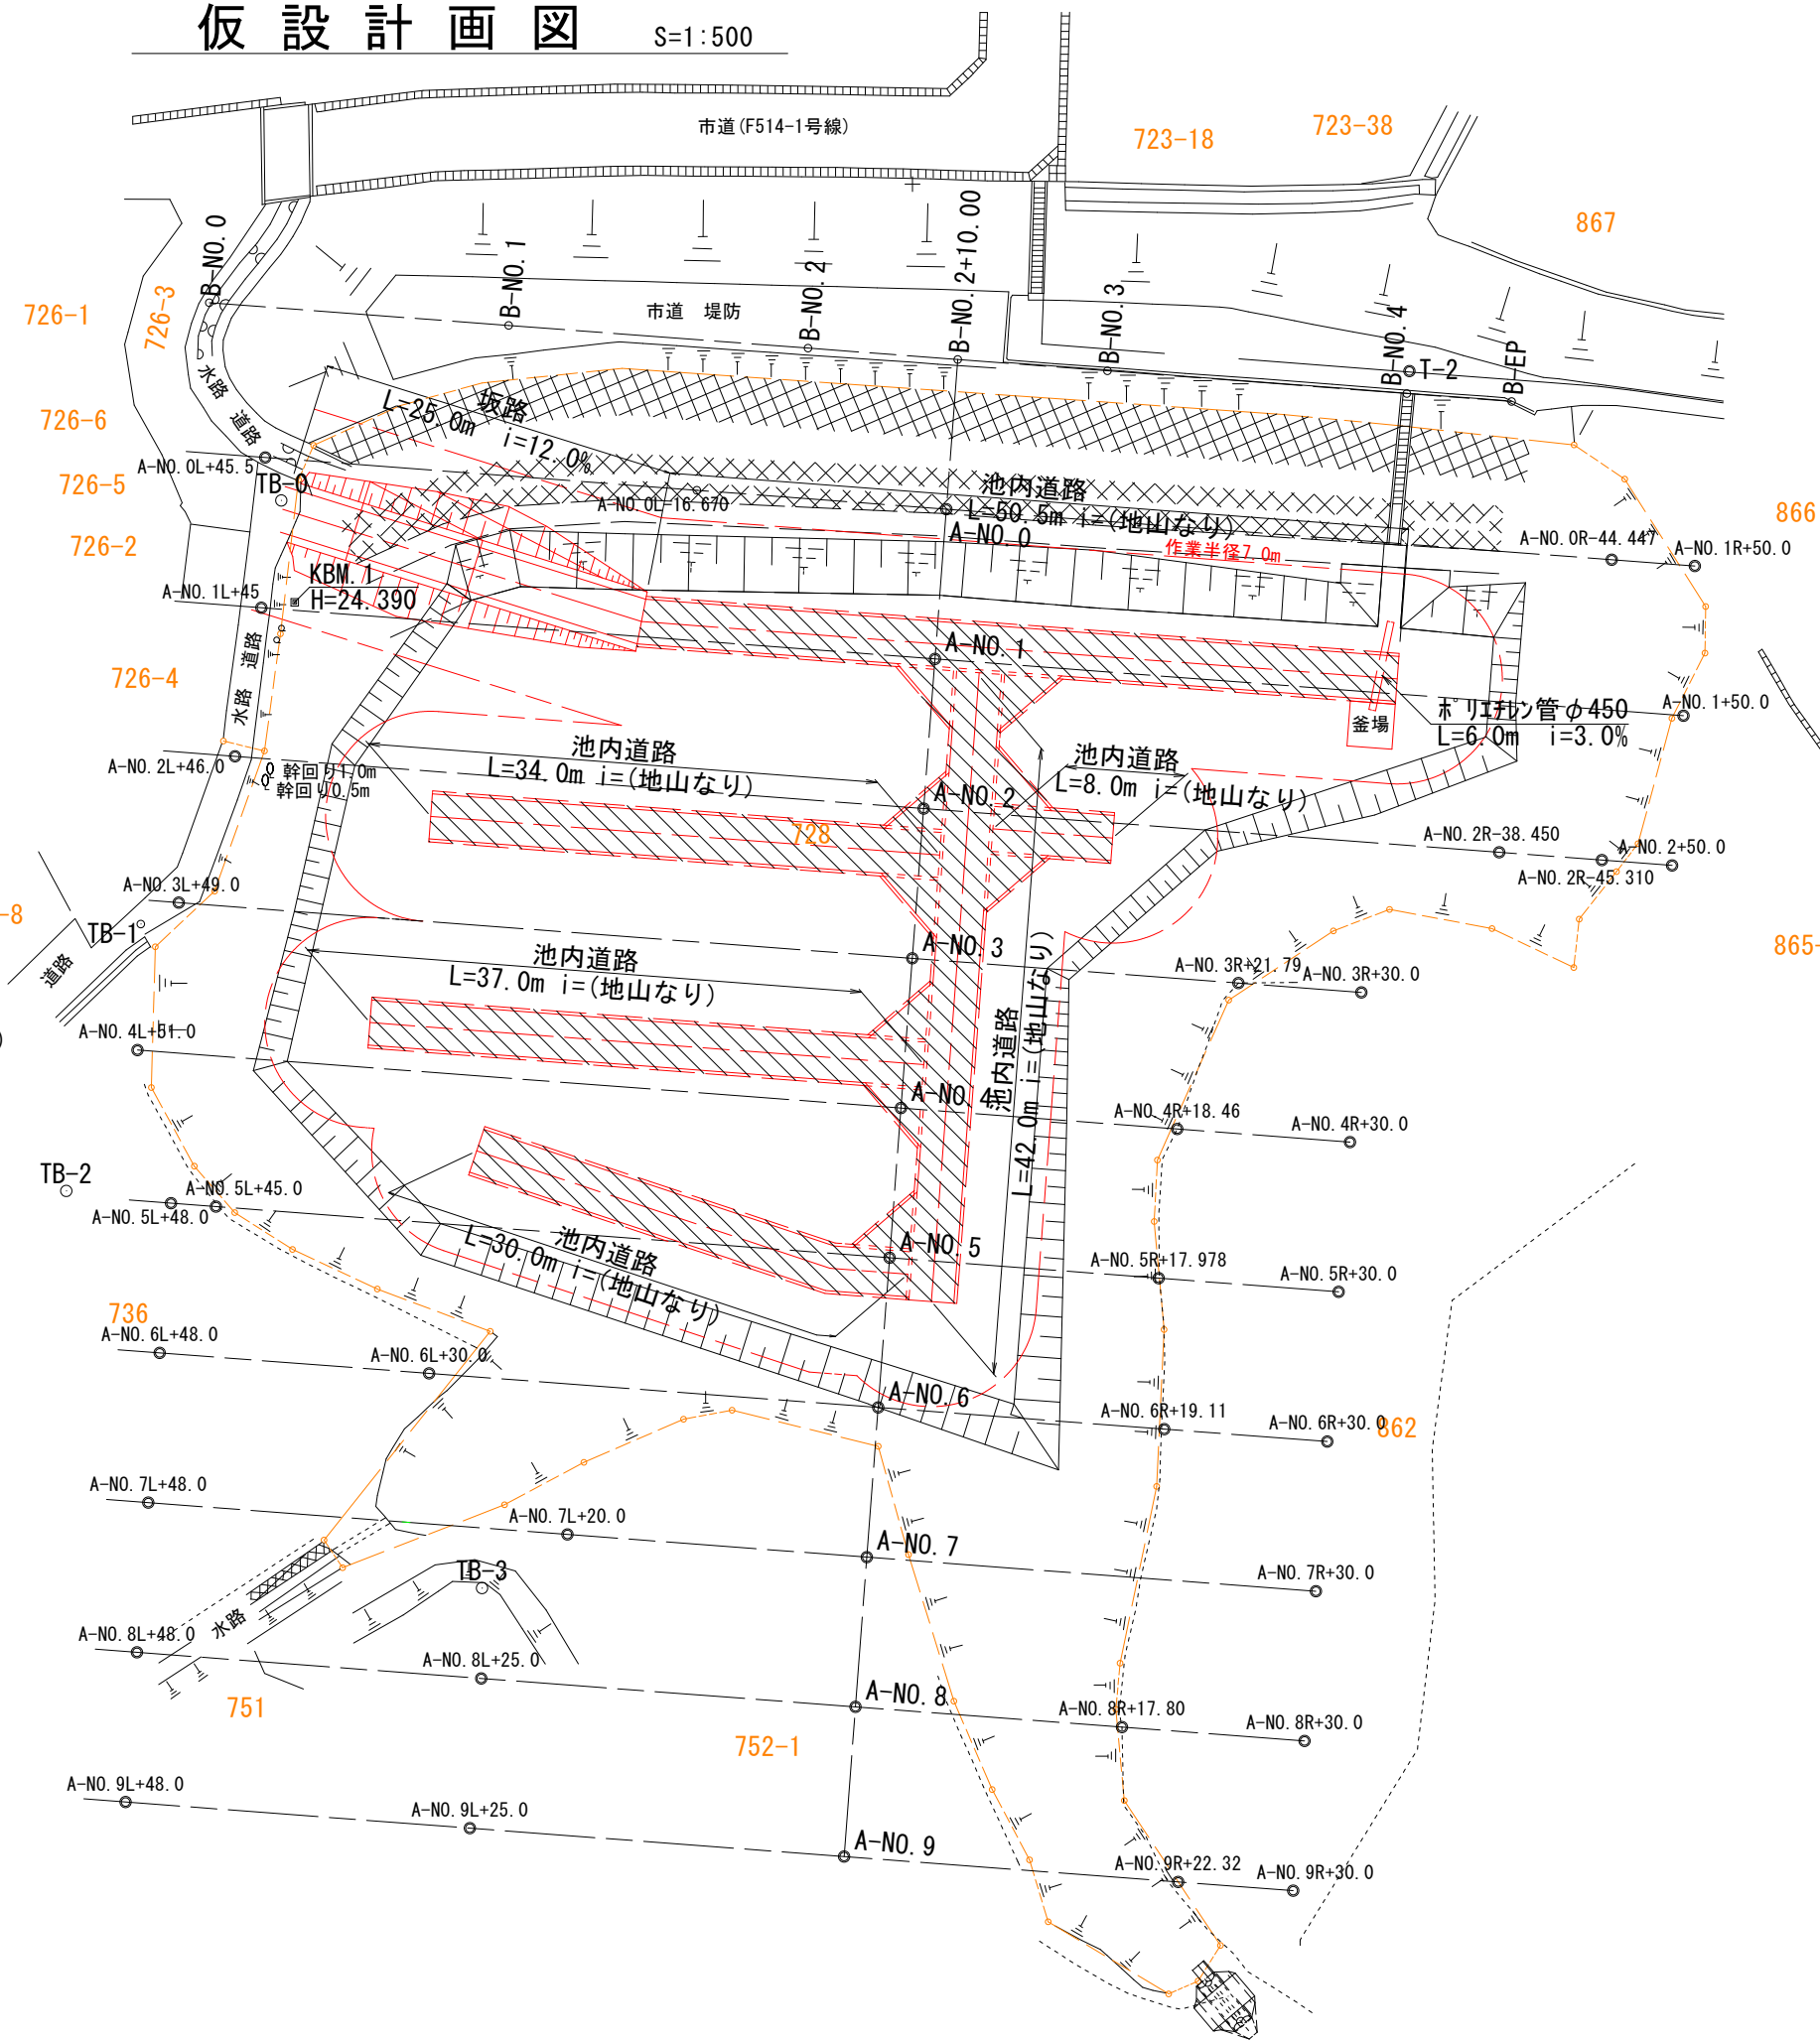 仮設計画図 S=1:500
市道(F514-1号線)
723-18
723-38
867
B-NO.0
B-NO.1
B-NO.2
B-NO.2+10.00
B-NO.3
B-NO.4
B-EP
T-2
市道 堤防
726-1
726-3
水路
道路
726-6
坂路
L=25.0m i=12.0%
A-NO.0L+45.5
726-5
TB-0
A-NO.0L-16.670
池内道路
L=50.5m i=(地山なり)
A-NO.0
作業半径7.0m
A-NO.0R-44.447
A-NO.1R+50.0
866
726-2
KBM.1
H=24.390
A-NO.1L+45
道路
水路
726-4
A-NO.1
ポリエチレン管φ450
L=6.0m i=3.0%
釜場
A-NO.1+50.0
A-NO.2L+46.0
幹回り1.0m
幹回り0.5m
池内道路
L=34.0m i=(地山なり)
池内道路
L=8.0m i=(地山なり)
A-NO.2
728
A-NO.2R-38.450
A-NO.2+50.0
A-NO.2R-45.310
A-NO.3L+49.0
-8
TB-1
道路
池内道路
L=37.0m i=(地山なり)
A-NO.3
A-NO.3R+21.79
A-NO.3R+30.0
865-
A-NO.4L+51.0
A-NO.4
池内道路
L=42.0m i=(地山なり)
A-NO.4R+18.46
A-NO.4R+30.0
TB-2
A-NO.5L+45.0
A-NO.5L+48.0
池内道路
L=30.0m i=(地山なり)
A-NO.5
A-NO.5R+17.978
A-NO.5R+30.0
736
A-NO.6L+48.0
A-NO.6L+30.0
A-NO.6
A-NO.6R+19.11
A-NO.6R+30.0
862
A-NO.7L+48.0
A-NO.7L+20.0
A-NO.7
A-NO.7R+30.0
TB-3
水路
A-NO.8L+48.0
A-NO.8L+25.0
A-NO.8
A-NO.8R+17.80
A-NO.8R+30.0
751
752-1
A-NO.9L+48.0
A-NO.9L+25.0
A-NO.9
A-NO.9R+22.32
A-NO.9R+30.0